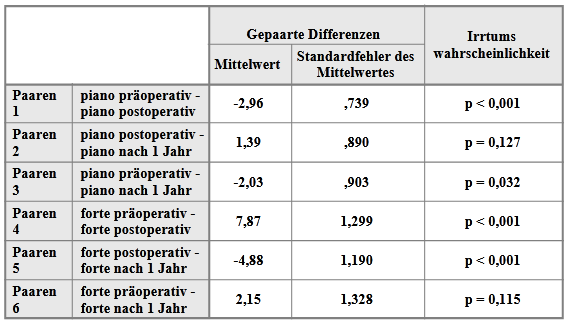 Gepaarte Differenzen
Irrtums
wahrscheinlichkeit
Mittelwert
Standardfehler des
Mittelwertes
Paaren
1
piano präoperativ -
piano postoperativ
-2,96
,739
p < 0,001
Paaren
2
piano postoperativ -
piano nach 1 Jahr
1,39
,890
p = 0,127
Paaren
3
piano präoperativ -
piano nach 1 Jahr
-2,03
,903
p = 0,032
Paaren
4
forte präoperativ -
forte postoperativ
7,87
1,299
p < 0,001
Paaren
5
forte postoperativ -
forte nach 1 Jahr
-4,88
1,190
p < 0,001
Paaren
6
forte präoperativ -
forte nach 1 Jahr
2,15
1,328
p = 0,115